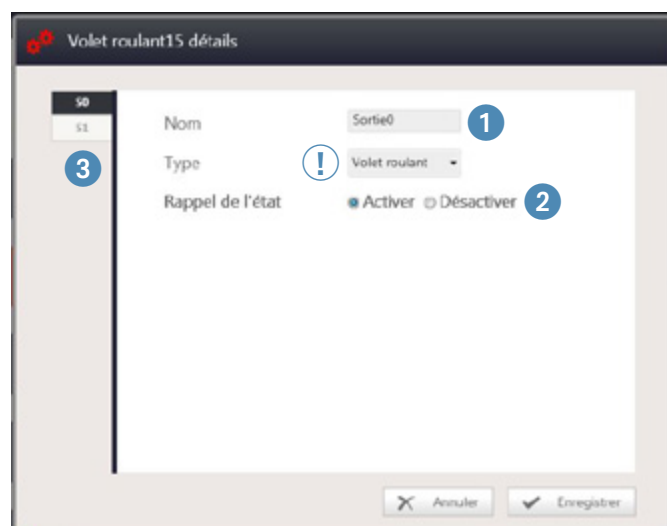 Volet roulant15 détails
S0
S1
3
Nom
Sortie0
1
Type
!
Volet roulant
Rappel de l'état
Activer
Désactiver
2
Annuler
Enregistrer